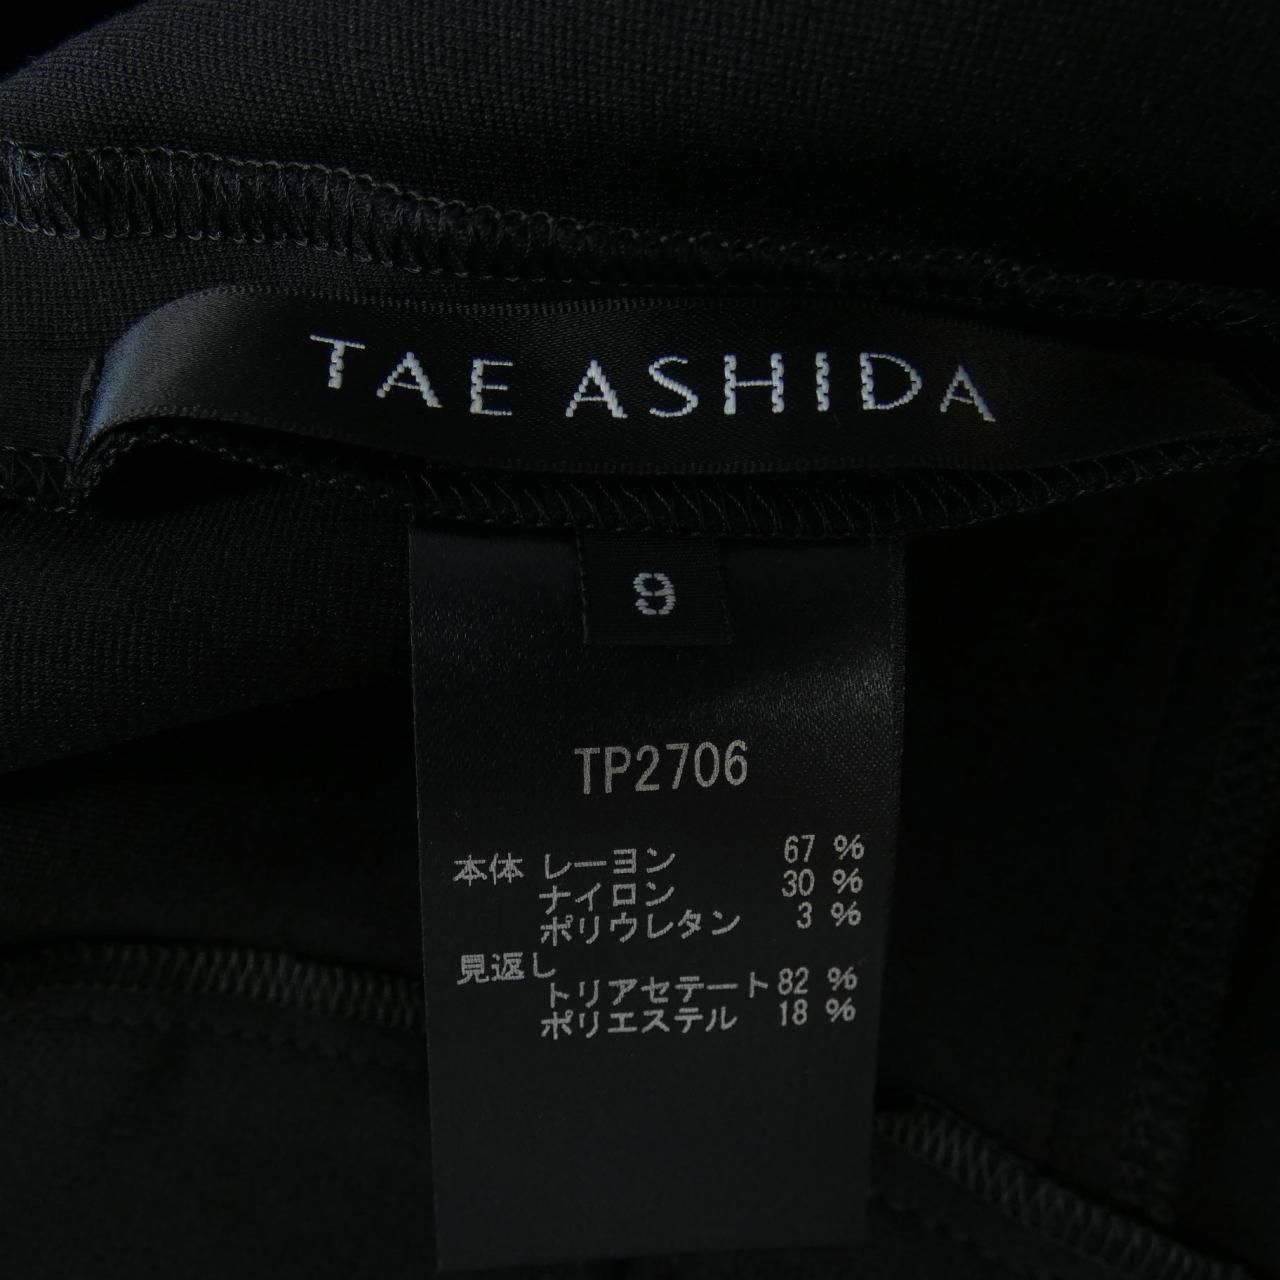 TAE ASHIDA
9
TP2706
本体 レーヨン 67 %
ナイロン 30 %
ポリウレタン 3 %
見返し
トリアセテート 82 %
ポリエステル 18 %